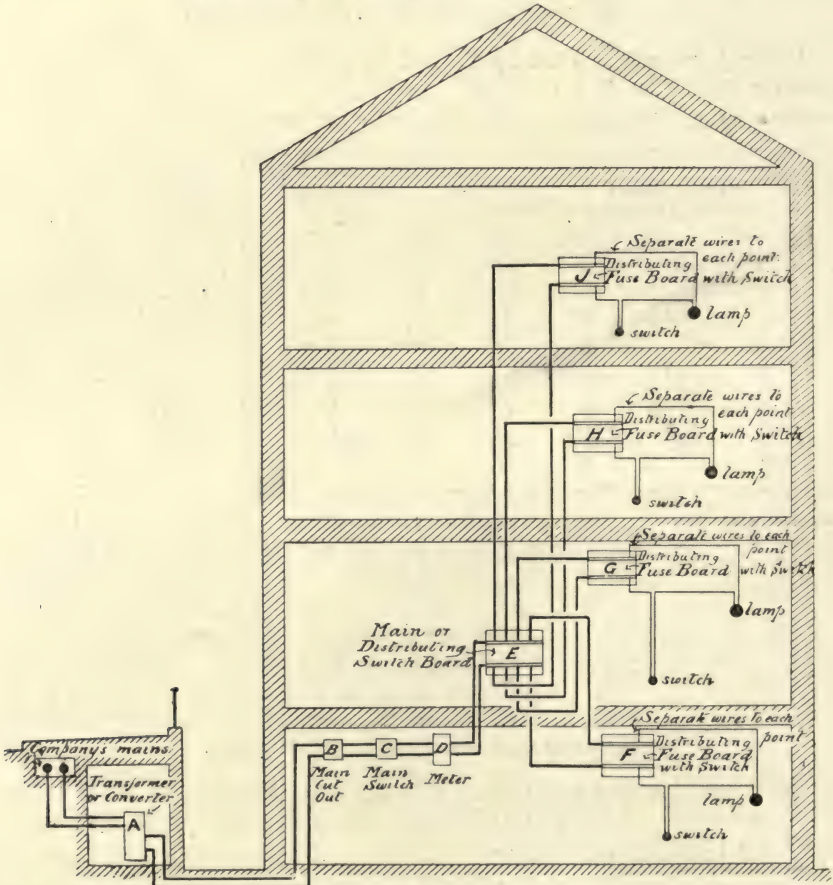 Separate wires to
each point.
Distributing
J Fuse Board with Switch
lamp
switch
Separate wires to
each point
Distributing
H Fuse Board with Switch
lamp
switch
Separate wires to each
point
Distributing
with Switch
G Fuse Board
lamp
switch
Main or
Distributing
Switch Board
E
Separate wires to each
point
Distributing
F Fuse Board
with Switch
lamp
switch
Companys mains.
Transformer
or Converter
A
B
Main
Cut
Out
C
Main
Switch
D
Meter